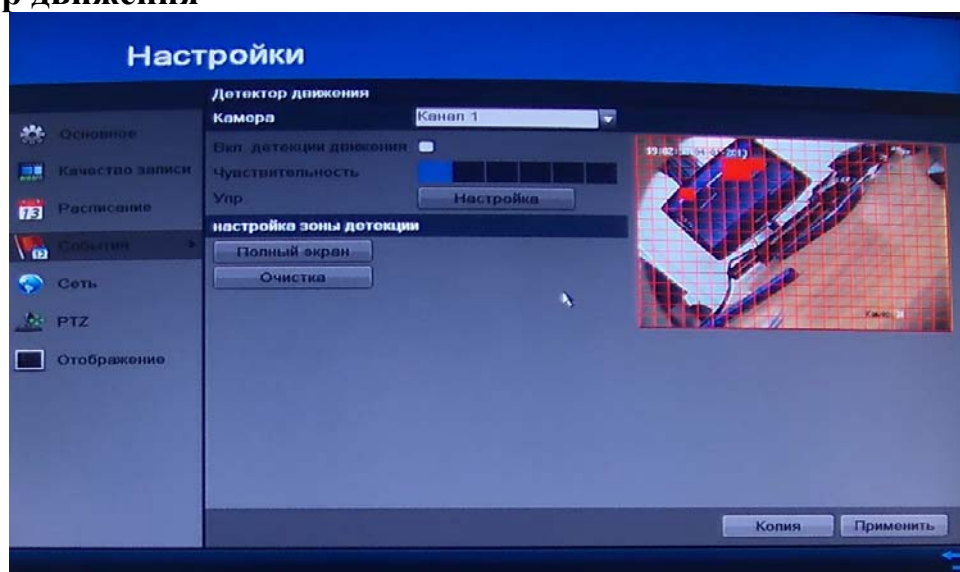 р движения
Настройки
Детектор движения
Камера
Канал 1
Основное
Вкл. детекции движения
Качество записи
Чувствительность
Расписание
Упр
Настройка
настройка зоны детекции
События
Полный экран
Сеть
Очистка
PTZ
Отображение
Копия
Применить